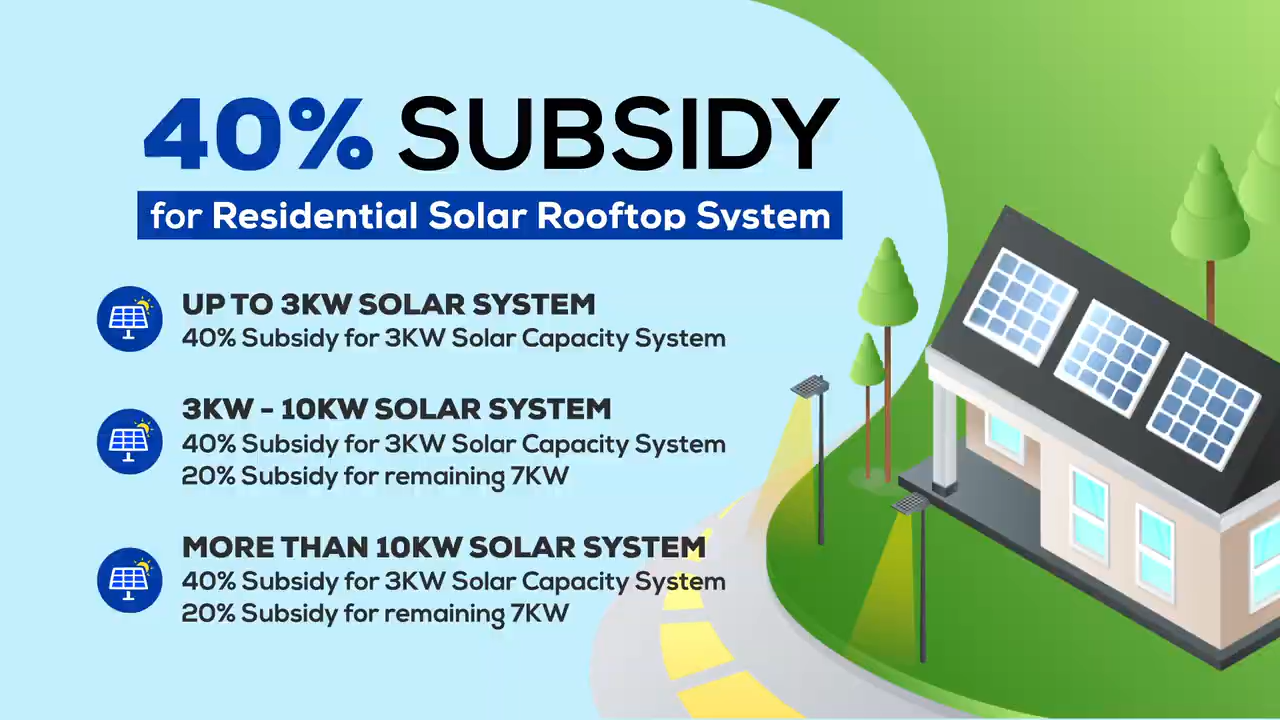 40% SUBSIDY
for Residential Solar Rooftop System
UP TO 3KW SOLAR SYSTEM
40% Subsidy for 3KW Solar Capacity System
3KW - 10KW SOLAR SYSTEM
40% Subsidy for 3KW Solar Capacity System
20% Subsidy for remaining 7KW
MORE THAN 10KW SOLAR SYSTEM
40% Subsidy for 3KW Solar Capacity System
20% Subsidy for remaining 7KW